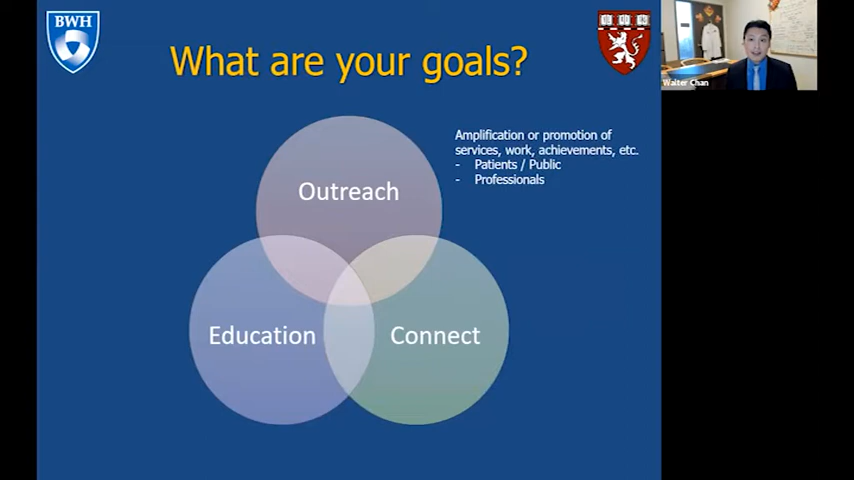 BWH
What are your goals?
Walter Chan
Amplification or promotion of
services, work, achievements, etc.
- Patients / Public
- Professionals
Outreach
Education
Connect